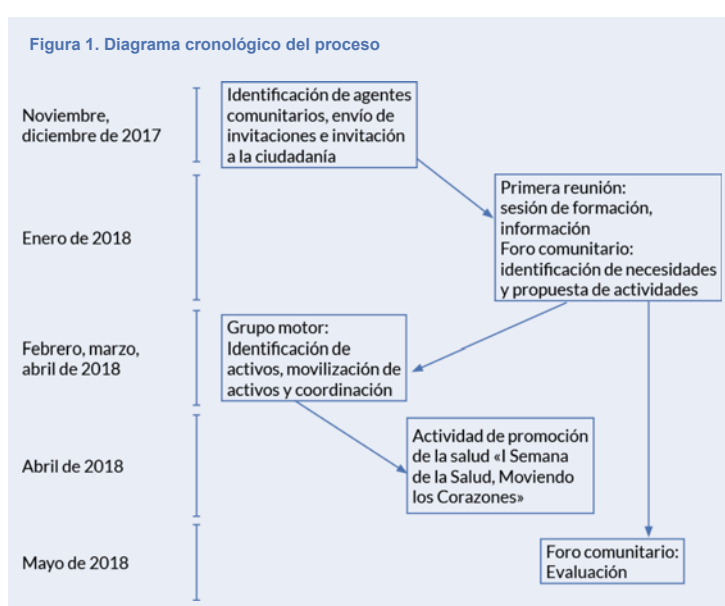 Figura 1. Diagrama cronológico del proceso
Noviembre,
diciembre de 2017
Identificación de agentes
comunitarios, envío de
invitaciones e invitación
a la ciudadanía
Enero de 2018
Primera reunión:
sesión de formación,
información
Foro comunitario:
identificación de necesidades
y propuesta de actividades
Febrero, marzo,
abril de 2018
Grupo motor:
Identificación de
activos, movilización de
activos y coordinación
Abril de 2018
Actividad de promoción
de la salud «I Semana
de la Salud, Moviendo
los Corazones»
Mayo de 2018
Foro comunitario:
Evaluación